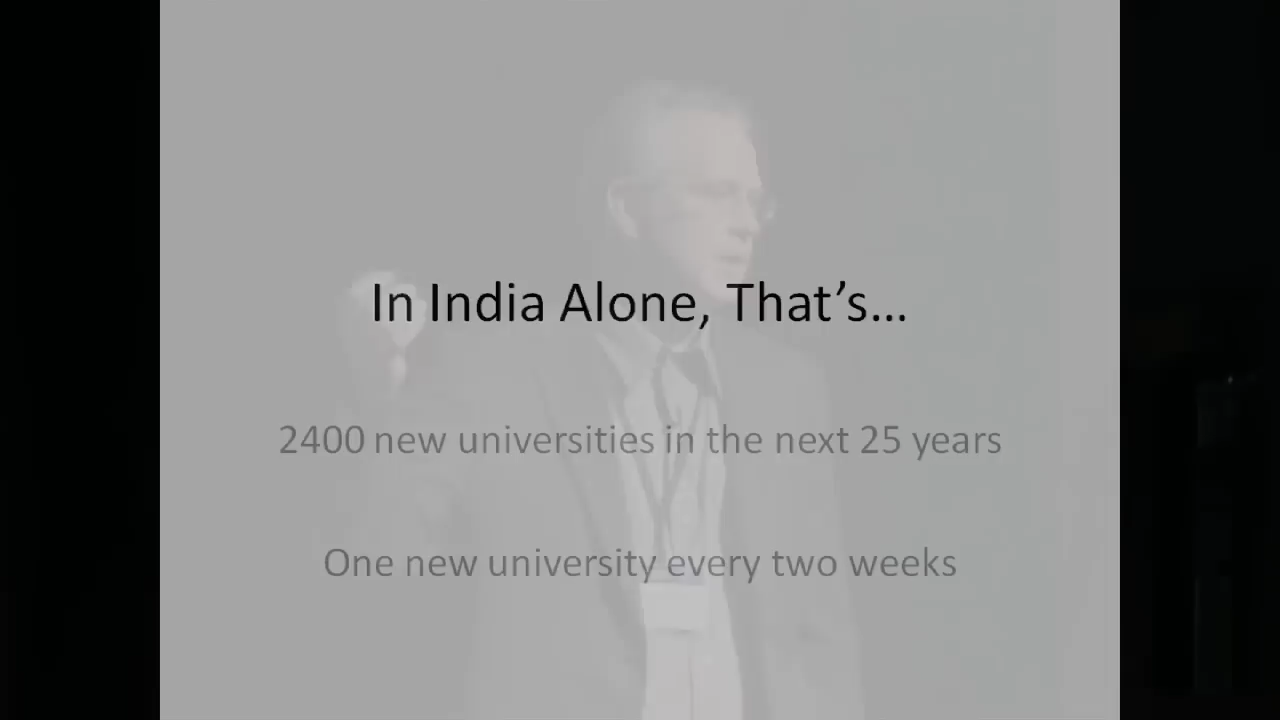 In India Alone, That’s…
2400 new universities in the next 25 years
One new university every two weeks